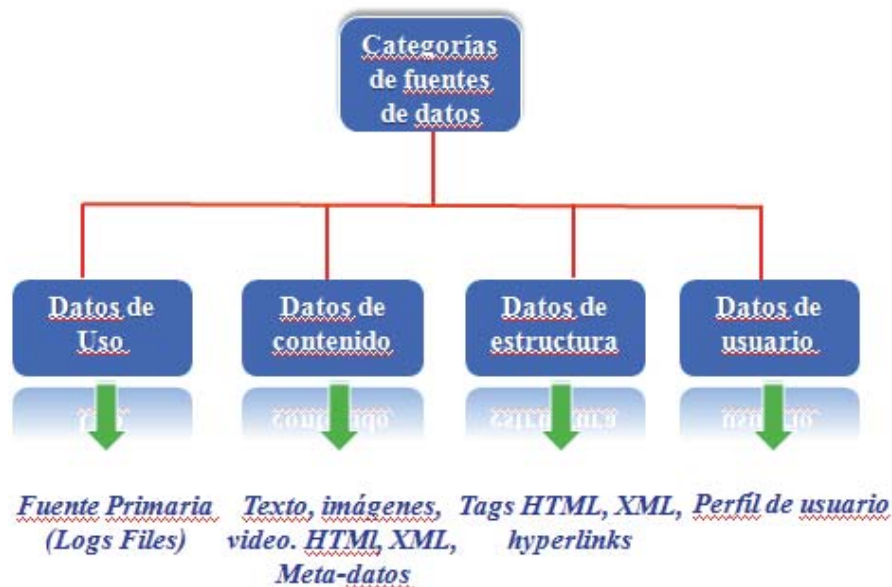 Categorías
de fuentes
de datos
Datos de
Uso
Datos de
contenido
Datos de
estructura
Datos de
usuario
Fuente Primaria
(Logs Files)
Texto, imágenes,
video. HTMl, XML,
Meta-datos
Tags HTML, XML,
hyperlinks
Perfil de usuario